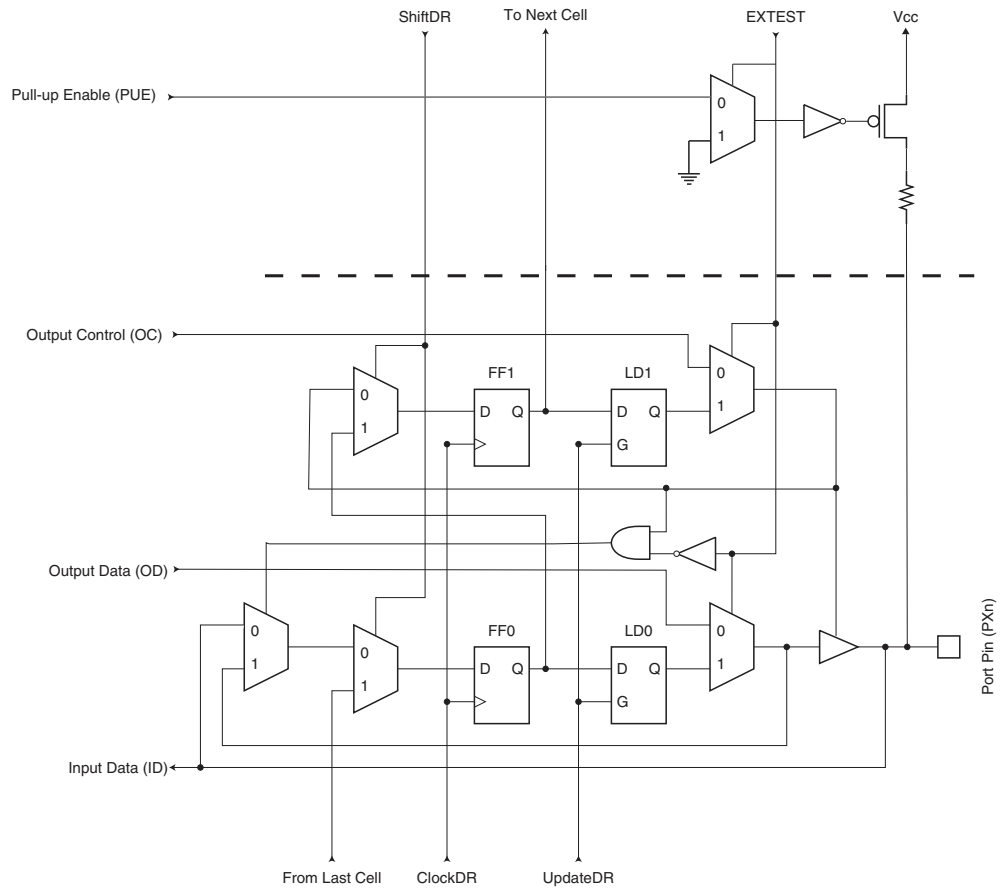 ShiftDR
To Next Cell
EXTEST
Vcc
Pull-up Enable (PUE)
0
1
Output Control (OC)
FF1
LD1
0
0
1
D Q
D Q
1
G
Output Data (OD)
FF0
LD0
0
0
0
1
D Q
D Q
1
1
G
Port Pin (PXn)
Input Data (ID)
From Last Cell
ClockDR
UpdateDR